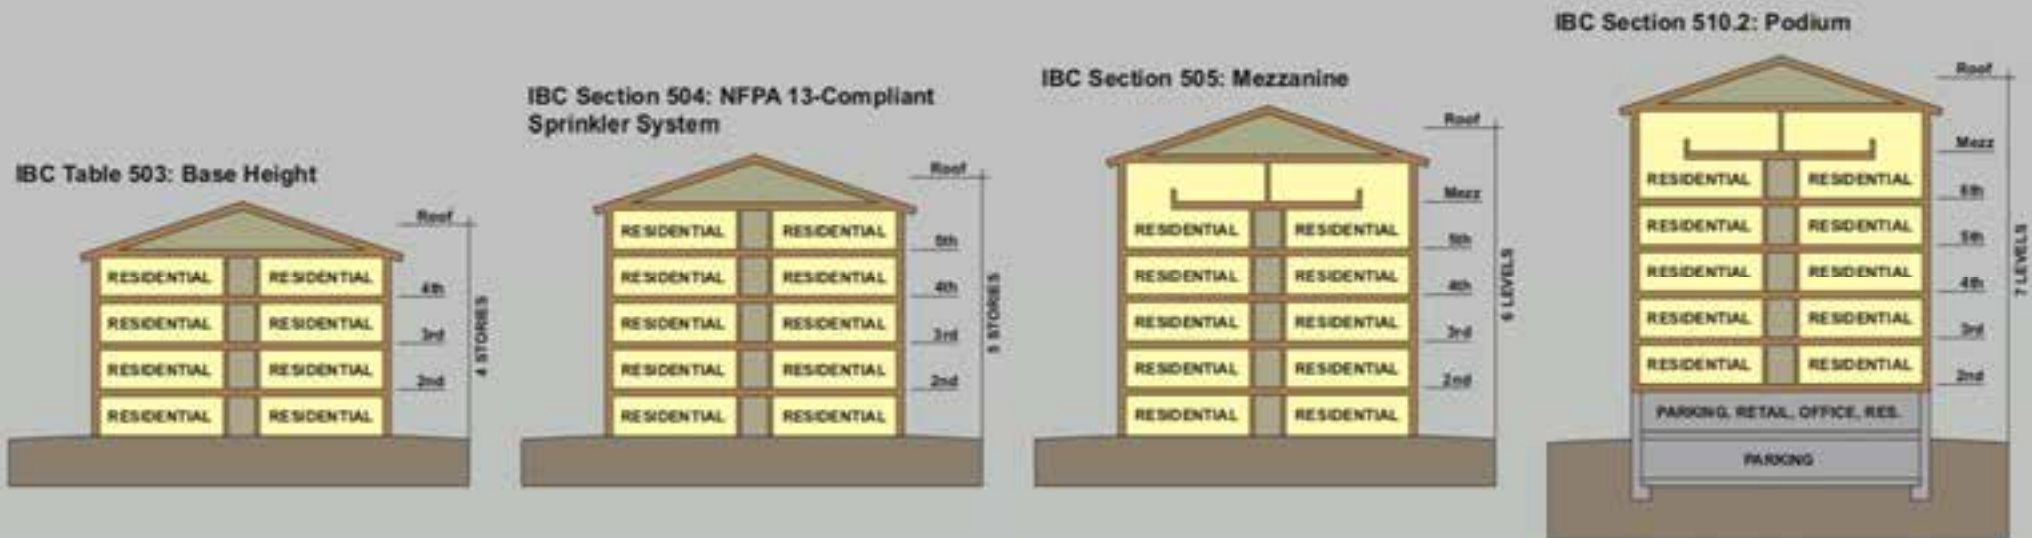 IBC Table 503: Base Height
Roof
RESIDENTIAL RESIDENTIAL
4th
RESIDENTIAL RESIDENTIAL
3rd
RESIDENTIAL RESIDENTIAL
2nd
RESIDENTIAL RESIDENTIAL
4 STORIES
IBC Section 504: NFPA 13-Compliant
Sprinkler System
Roof
RESIDENTIAL RESIDENTIAL
5th
RESIDENTIAL RESIDENTIAL
4th
RESIDENTIAL RESIDENTIAL
3rd
RESIDENTIAL RESIDENTIAL
2nd
RESIDENTIAL RESIDENTIAL
5 STORIES
IBC Section 505: Mezzanine
Roof
Mezz
RESIDENTIAL RESIDENTIAL
5th
RESIDENTIAL RESIDENTIAL
4th
RESIDENTIAL RESIDENTIAL
3rd
RESIDENTIAL RESIDENTIAL
2nd
RESIDENTIAL RESIDENTIAL
6 LEVELS
IBC Section 510.2: Podium
Roof
Mezz
RESIDENTIAL RESIDENTIAL
6th
RESIDENTIAL RESIDENTIAL
5th
RESIDENTIAL RESIDENTIAL
4th
RESIDENTIAL RESIDENTIAL
3rd
RESIDENTIAL RESIDENTIAL
2nd
PARKING, RETAIL, OFFICE, RES.
PARKING
7 LEVELS